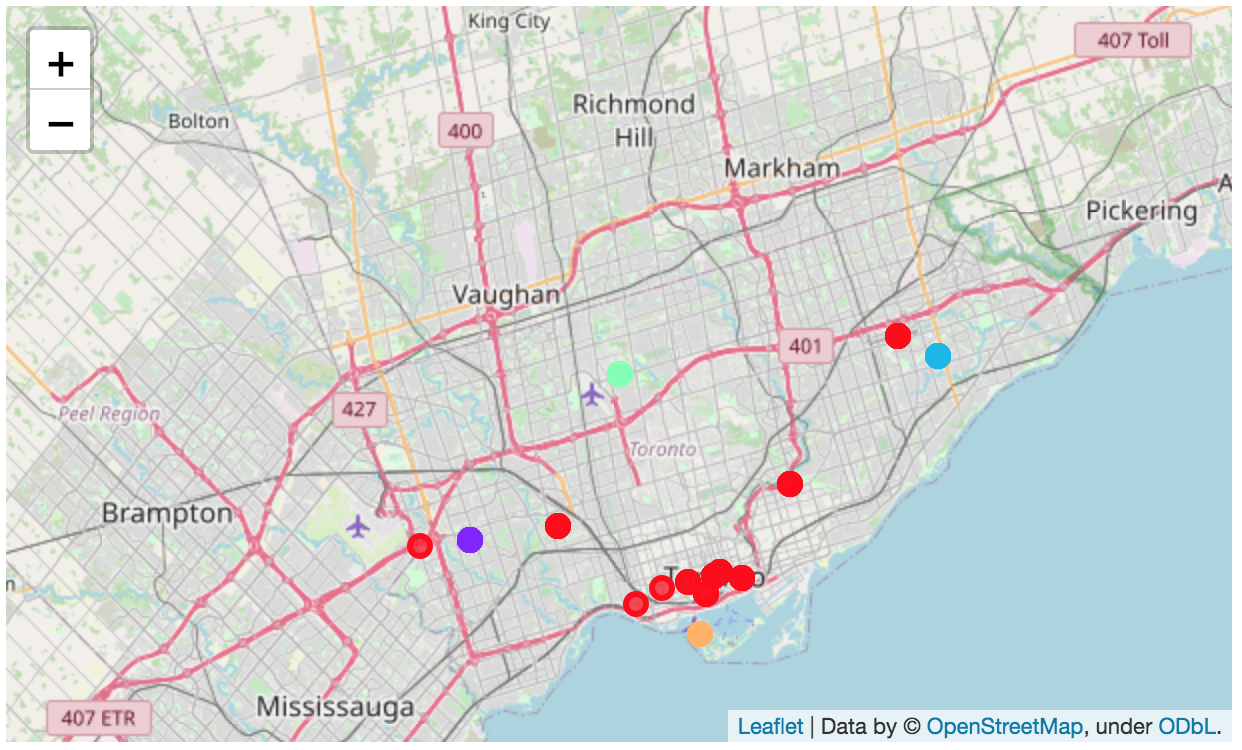 King City
407 Toll
+
Richmond
Hill
Bolton
400
−
Markham
A
Pickering
Vaughan
401
Peel Region
427
Toronto
Brampton
n
T
o
Mississauga
407 ETR
Leaflet | Data by © OpenStreetMap, under ODbL.